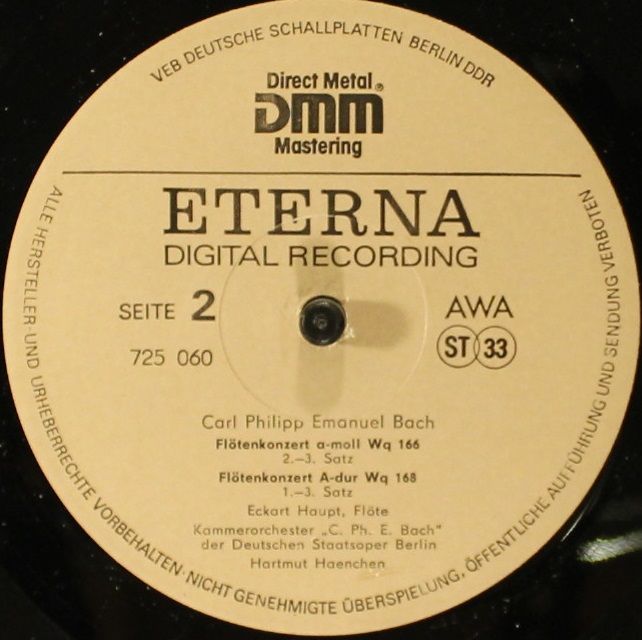 VEB DEUTSCHE SCHALLPLATTEN BERLIN DDR
Direct Metal
DMM®
Mastering
ETERNA
DIGITAL RECORDING
SEITE 2
AWA
725 060
ST 33
Carl Philipp Emanuel Bach
Flötenkonzert a-moll Wq 166
2.–3. Satz
Flötenkonzert A-dur Wq 168
1.–3. Satz
Eckart Haupt, Flöte
Kammerorchester „C. Ph. E. Bach"
der Deutschen Staatsoper Berlin
Hartmut Haenchen
ALLE HERSTELLER- UND URHEBERRECHTE VORBEHALTEN · NICHT GENEHMIGTE ÜBERSPIELUNG, ÖFFENTLICHE AUFFÜHRUNG UND SENDUNG VERBOTEN